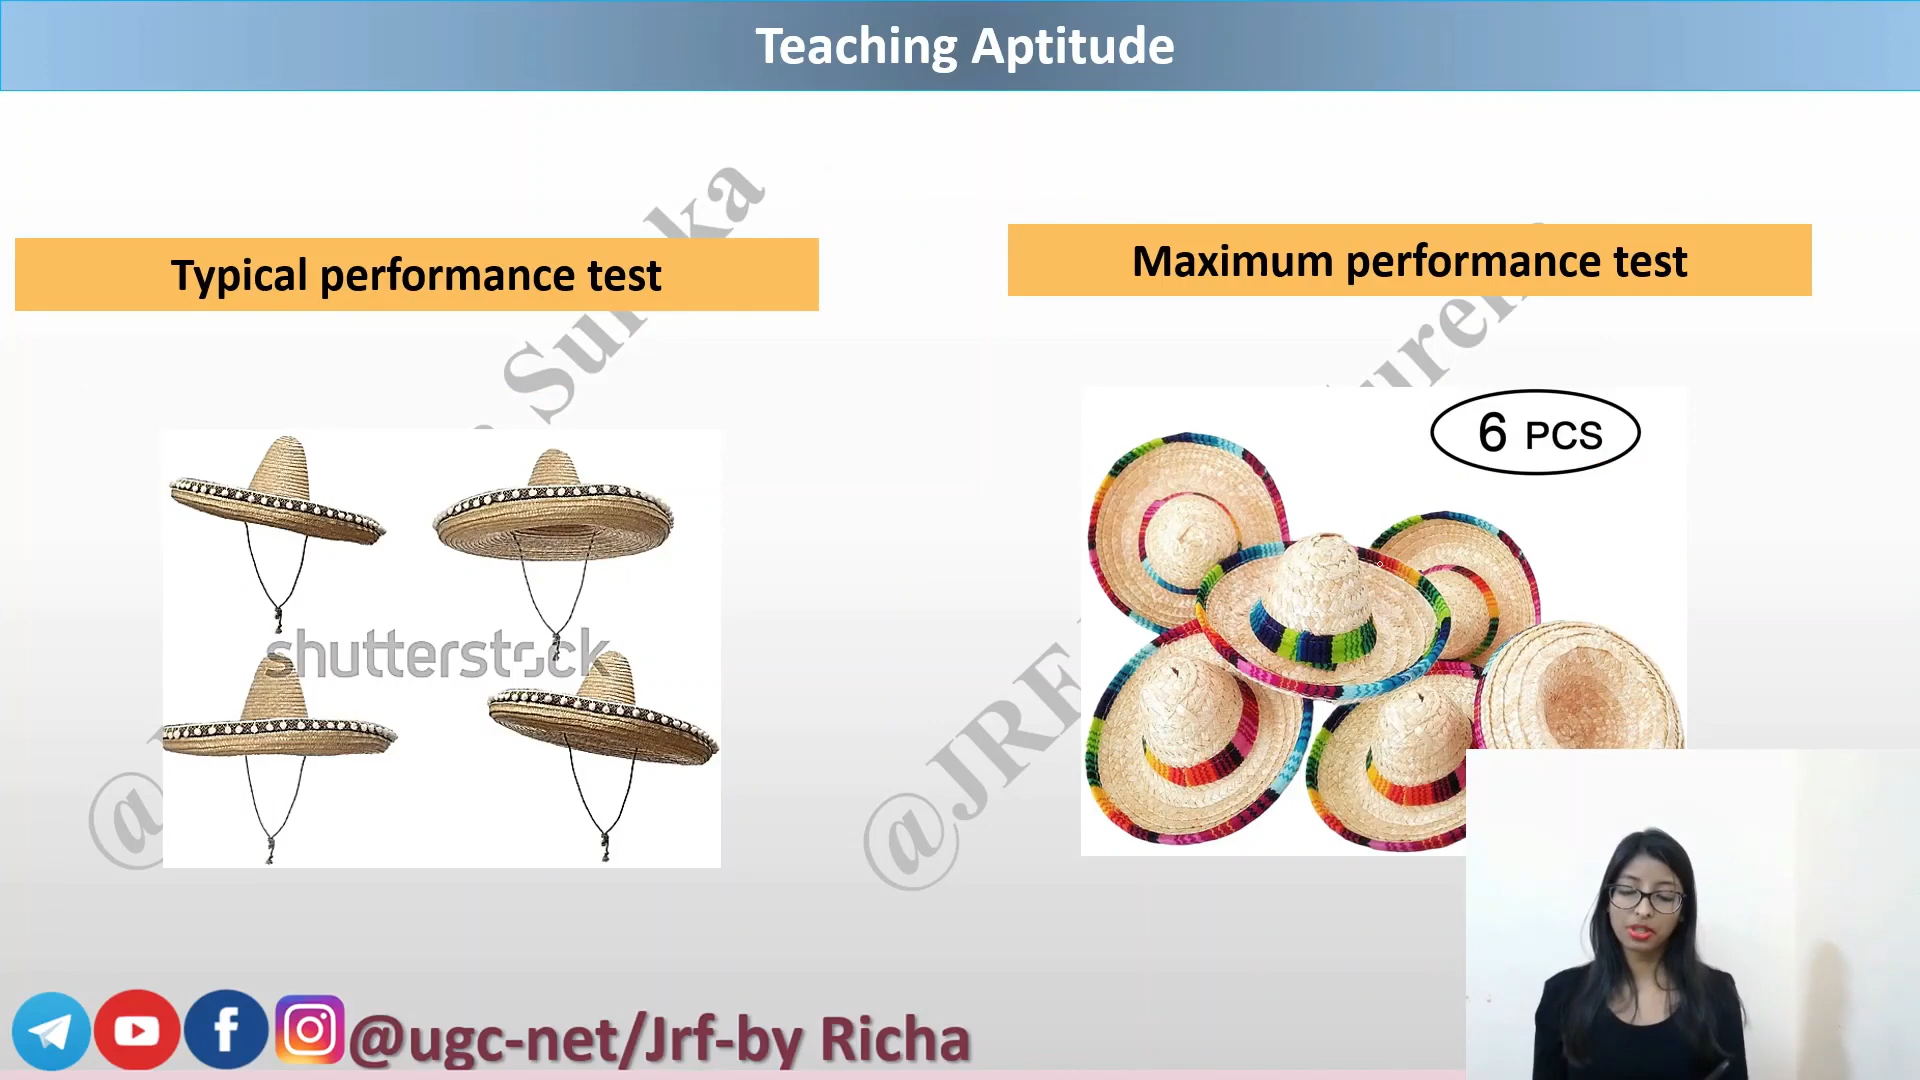 Teaching Aptitude
Typical performance test
Maximum performance test
6 PCS
shutterstock
@ugc-net/Jrf-by Richa